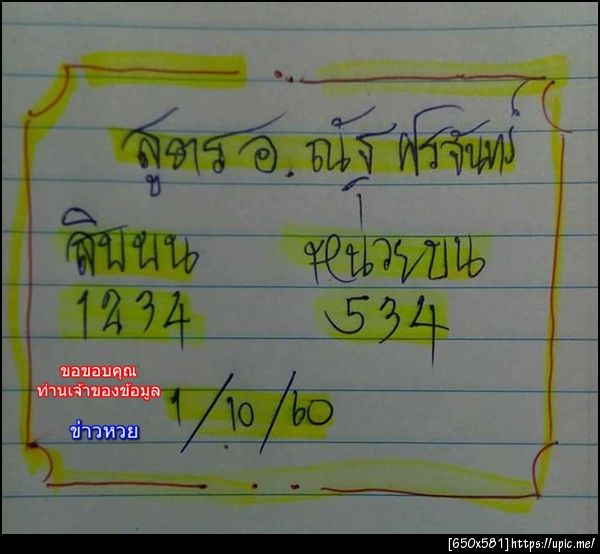 สูตร อ. ณัฐ ศรจันทร์
สิบบน หน่วยบน
1234 534
ขอขอบคุณ
ท่านเจ้าของข้อมูล
1/10/60
ข่าวหวย
[650x581]https://upic.me/